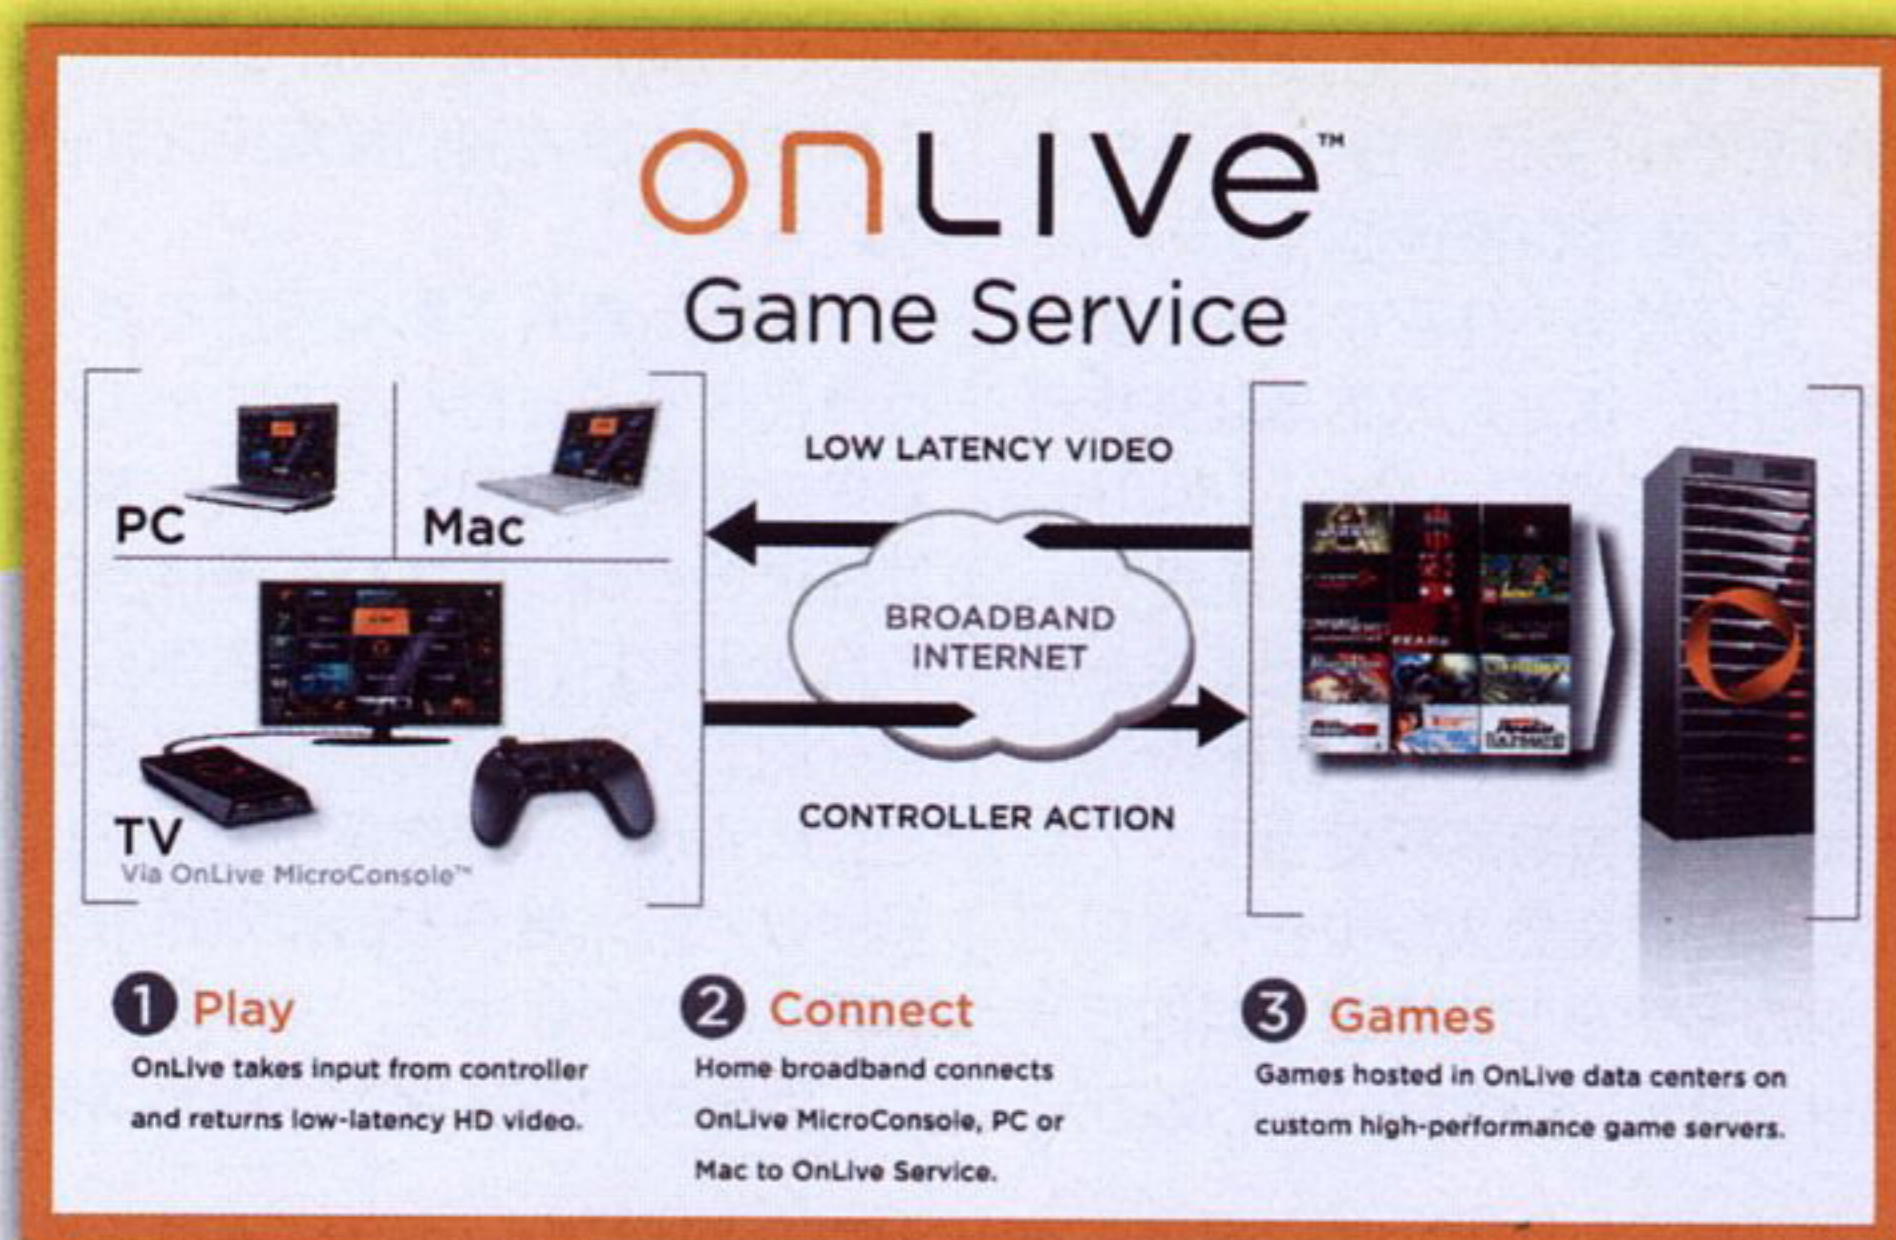 onLIVe™
Game Service
PC
Mac
TV
Via OnLive MicroConsole™
LOW LATENCY VIDEO
BROADBAND
INTERNET
CONTROLLER ACTION
1 Play
OnLive takes input from controller
and returns low-latency HD video.
2 Connect
Home broadband connects
OnLive MicroConsole, PC or
Mac to OnLive Service.
3 Games
Games hosted in OnLive data centers on
custom high-performance game servers.